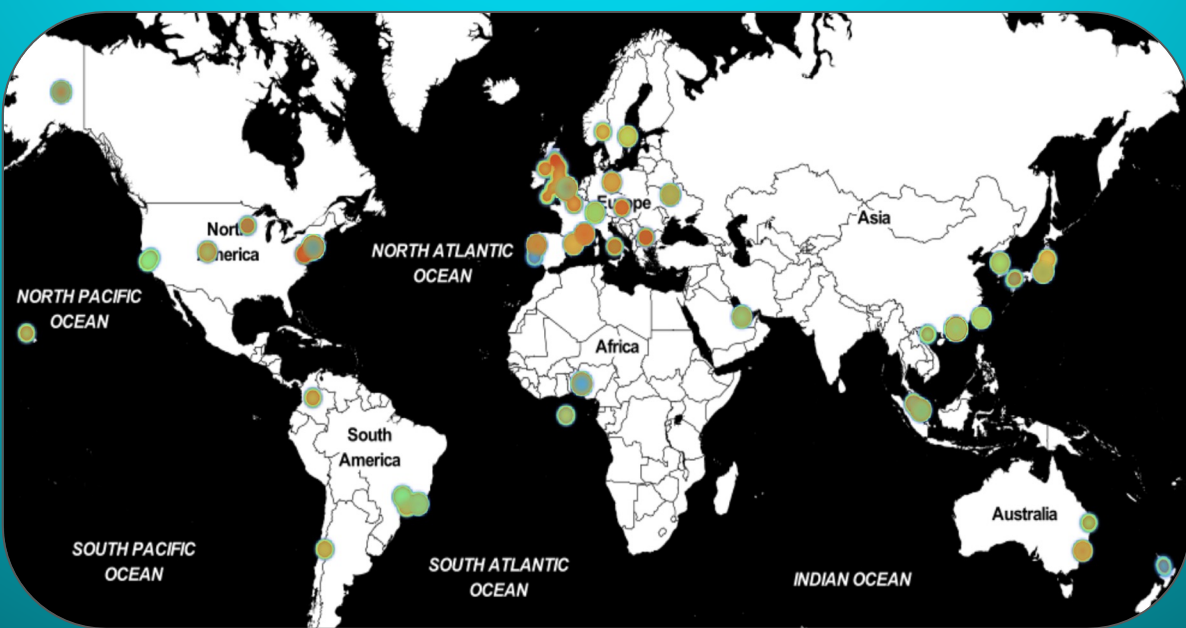 North
America
NORTH ATLANTIC
OCEAN
NORTH PACIFIC
OCEAN
Europe
Asia
Africa
South
America
Australia
SOUTH PACIFIC
OCEAN
SOUTH ATLANTIC
OCEAN
INDIAN OCEAN